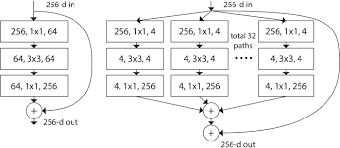 256-d in
256, 1x1, 64
64, 3x3, 64
64, 1x1, 256
+
256-d out
256-d in
256, 1x1, 4
256, 1x1, 4
total 32
paths
256, 1x1, 4
4, 3x3, 4
4, 3x3, 4
....
4, 3x3, 4
4, 1x1, 256
4, 1x1, 256
4, 1x1, 256
+
+
256-d out